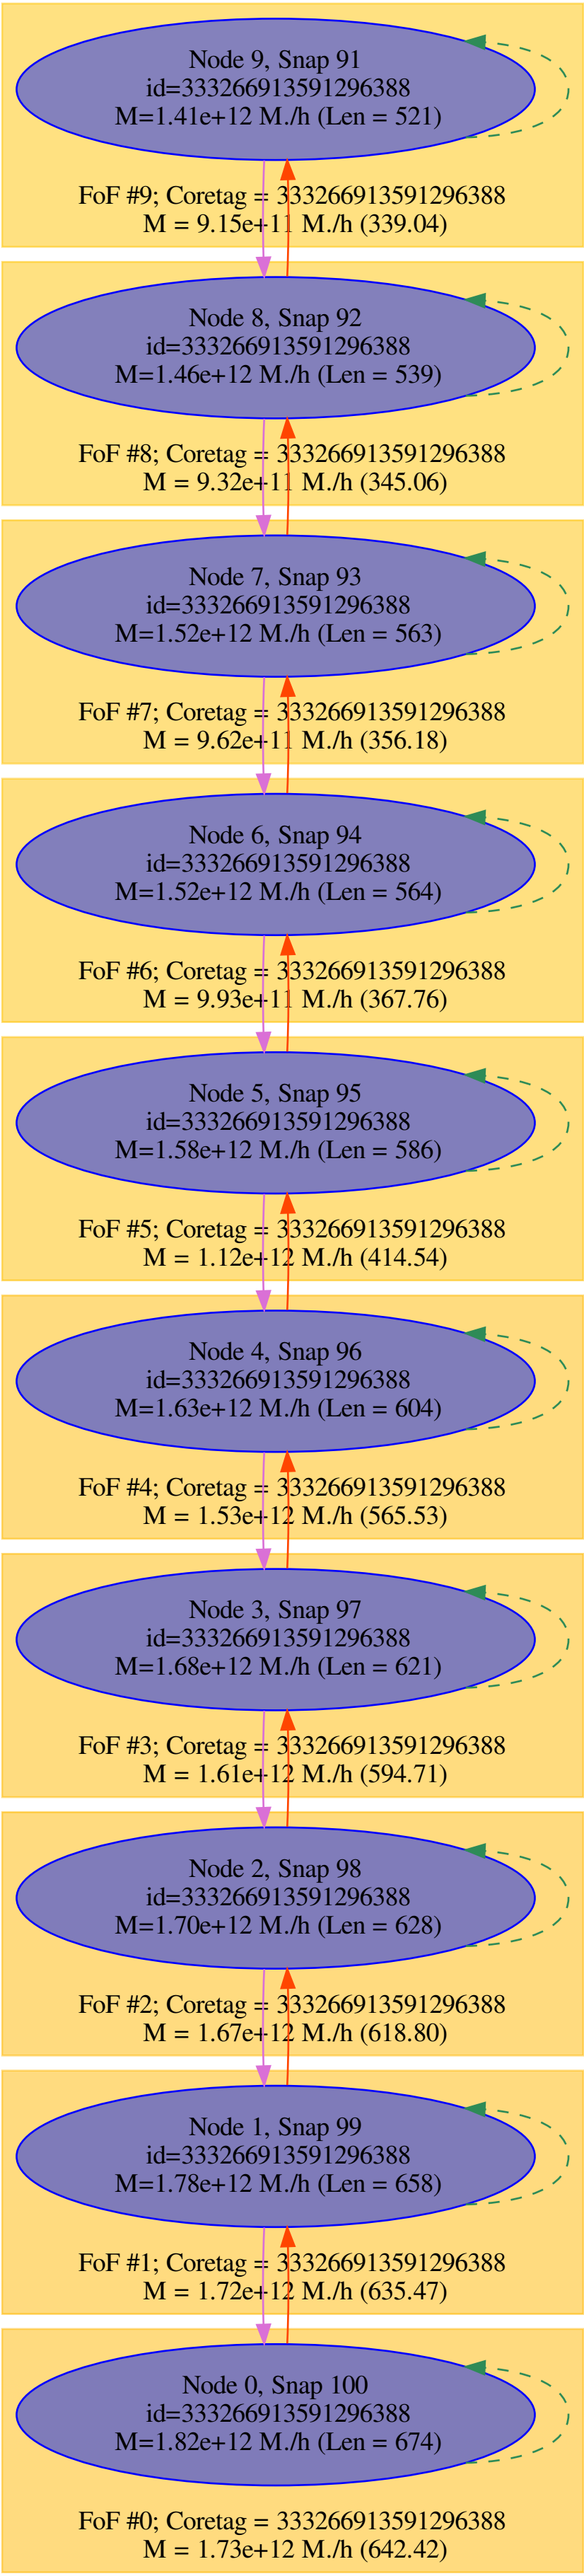 Node 9, Snap 91
id=333266913591296388
M=1.41e+12 M./h (Len = 521)
FoF #9; Coretag = 333266913591296388
M = 9.15e+11 M./h (339.04)
Node 8, Snap 92
id=333266913591296388
M=1.46e+12 M./h (Len = 539)
FoF #8; Coretag = 333266913591296388
M = 9.32e+11 M./h (345.06)
Node 7, Snap 93
id=333266913591296388
M=1.52e+12 M./h (Len = 563)
FoF #7; Coretag = 333266913591296388
M = 9.62e+11 M./h (356.18)
Node 6, Snap 94
id=333266913591296388
M=1.52e+12 M./h (Len = 564)
FoF #6; Coretag = 333266913591296388
M = 9.93e+11 M./h (367.76)
Node 5, Snap 95
id=333266913591296388
M=1.58e+12 M./h (Len = 586)
FoF #5; Coretag = 333266913591296388
M = 1.12e+12 M./h (414.54)
Node 4, Snap 96
id=333266913591296388
M=1.63e+12 M./h (Len = 604)
FoF #4; Coretag = 333266913591296388
M = 1.53e+12 M./h (565.53)
Node 3, Snap 97
id=333266913591296388
M=1.68e+12 M./h (Len = 621)
FoF #3; Coretag = 333266913591296388
M = 1.61e+12 M./h (594.71)
Node 2, Snap 98
id=333266913591296388
M=1.70e+12 M./h (Len = 628)
FoF #2; Coretag = 333266913591296388
M = 1.67e+12 M./h (618.80)
Node 1, Snap 99
id=333266913591296388
M=1.78e+12 M./h (Len = 658)
FoF #1; Coretag = 333266913591296388
M = 1.72e+12 M./h (635.47)
Node 0, Snap 100
id=333266913591296388
M=1.82e+12 M./h (Len = 674)
FoF #0; Coretag = 333266913591296388
M = 1.73e+12 M./h (642.42)